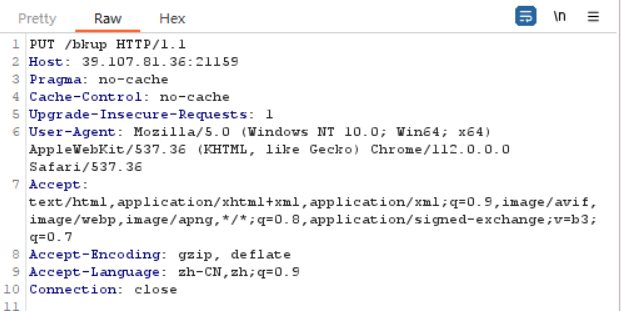 Pretty Raw Hex \n
1 PUT /bkup HTTP/1.1
2 Host: 39.107.81.36:21159
3 Pragma: no-cache
4 Cache-Control: no-cache
5 Upgrade-Insecure-Requests: 1
6 User-Agent: Mozilla/5.0 (Windows NT 10.0; Win64; x64)
AppleWebKit/537.36 (KHTML, like Gecko) Chrome/112.0.0.0
Safari/537.36
7 Accept:
text/html,application/xhtml+xml,application/xml;q=0.9,image/avif,
image/webp,image/apng,*/*;q=0.8,application/signed-exchange;v=b3;
q=0.7
8 Accept-Encoding: gzip, deflate
9 Accept-Language: zh-CN,zh;q=0.9
10 Connection: close
11